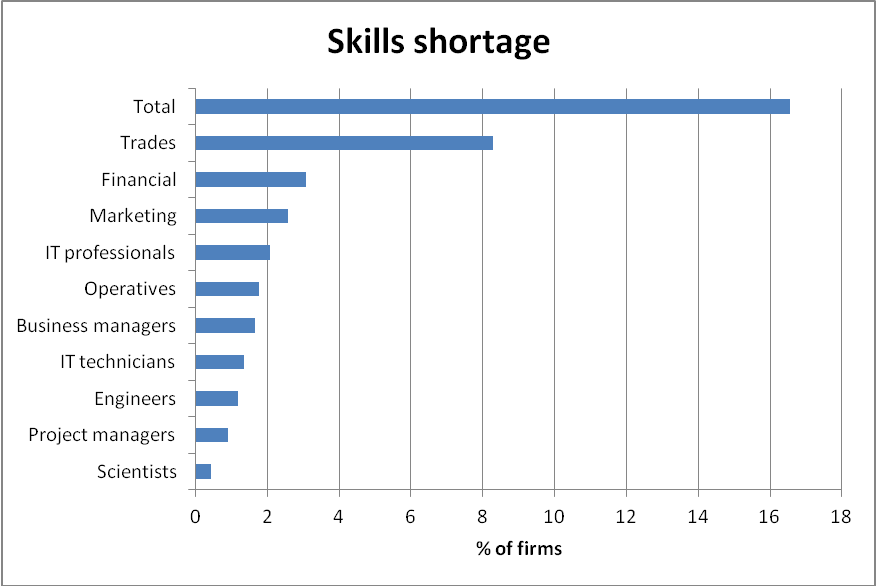 Skills shortage
Total
Trades
Financial
Marketing
IT professionals
Operatives
Business managers
IT technicians
Engineers
Project managers
Scientists
0 2 4 6 8 10 12 14 16 18
% of firms